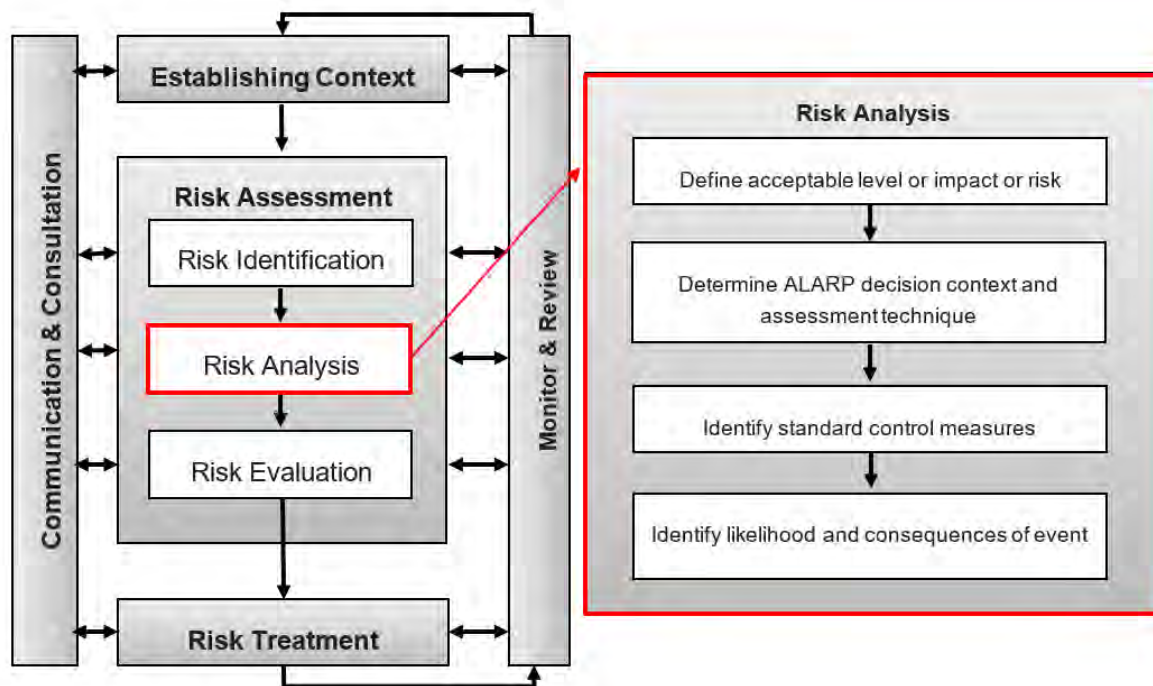 Communication & Consultation
Establishing Context
Risk Assessment
Risk Identification
Risk Analysis
Risk Evaluation
Risk Treatment
Monitor & Review
Risk Analysis
Define acceptable level or impact or risk
Determine ALARP decision context and
assessment technique
Identify standard control measures
Identify likelihood and consequences of event